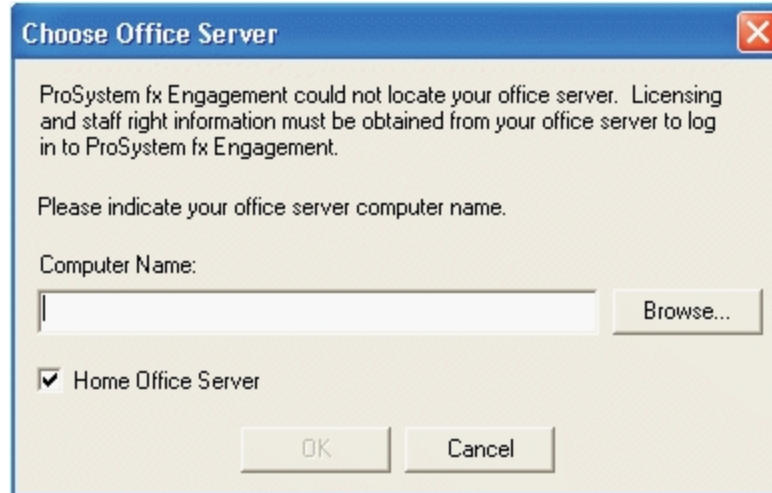 Choose Office Server
ProSystem fx Engagement could not locate your office server.  Licensing
and staff right information must be obtained from your office server to log
in to ProSystem fx Engagement.
Please indicate your office server computer name.
Computer Name:
Browse...
Home Office Server
OK
Cancel